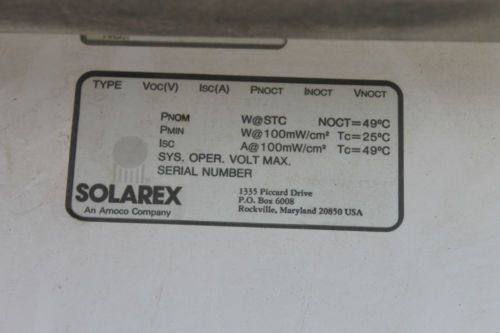 TYPE VOC(V) ISC(A) PNOCT INOCT VNOCT
PNOM W@STC NOCT=49ºC
PMIN W@100mW/cm² TC=25ºC
ISC A@100mW/cm² TC=49ºC
SYS. OPER. VOLT MAX.
SERIAL NUMBER
SOLAREX
An Amoco Company
1335 Piccard Drive
P.O. Box 6008
Rockville, Maryland 20850 USA